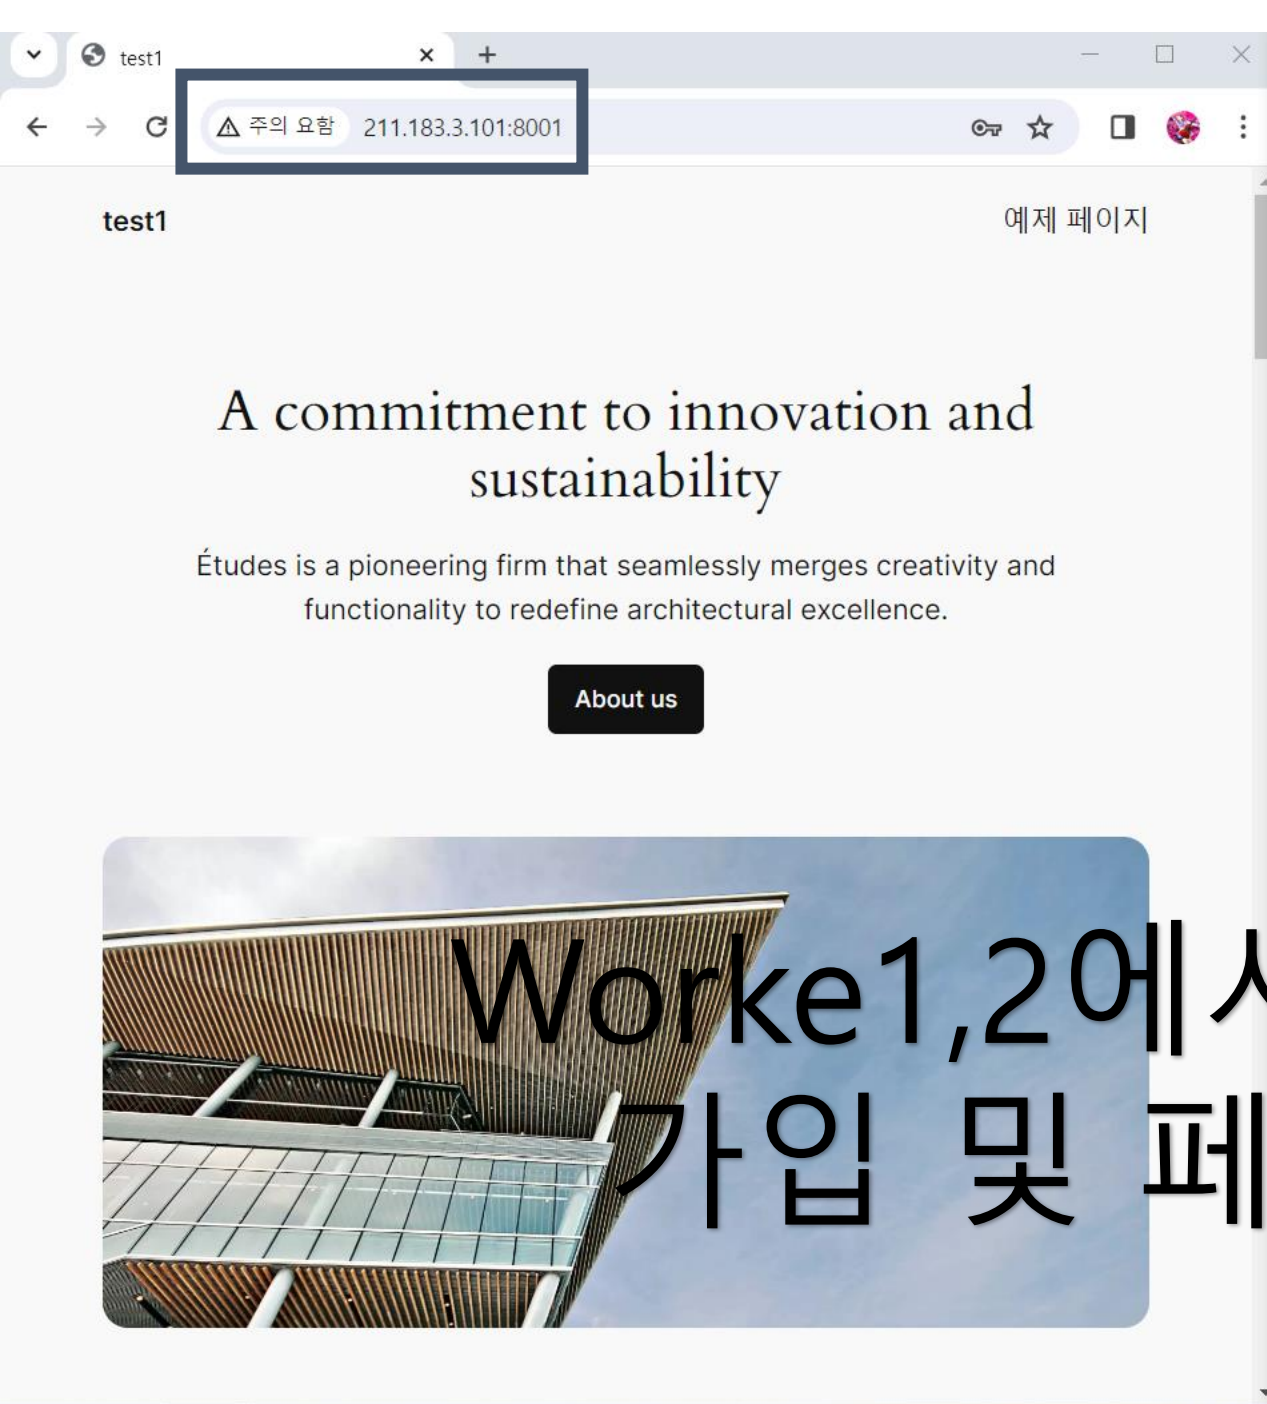 test1
주의 요함
211.183.3.101:8001
test1
예제 페이지
A commitment to innovation and
sustainability
Études is a pioneering firm that seamlessly merges creativity and
functionality to redefine architectural excellence.
About us
Worke1,2에서
가입 및 페